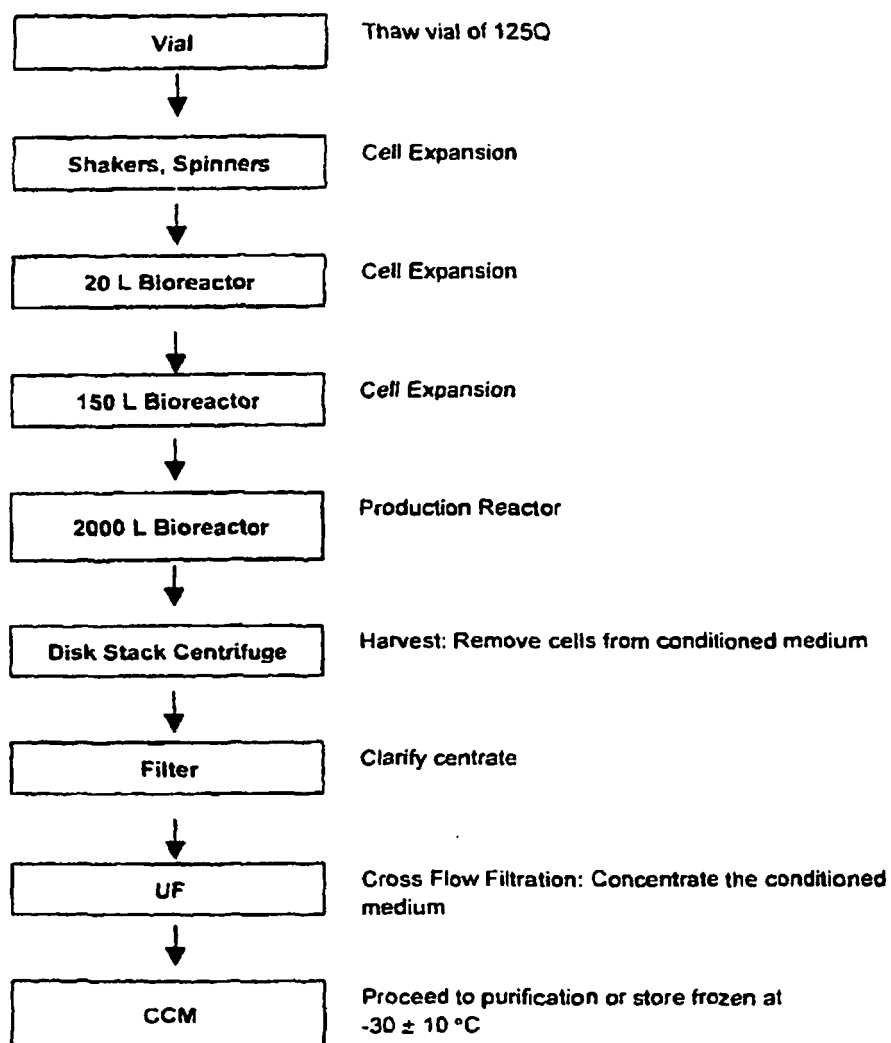 Vial
Thaw vial of 125Q
Shakers, Spinners
Cell Expansion
20 L Bioreactor
Cell Expansion
150 L Bioreactor
Cell Expansion
2000 L Bioreactor
Production Reactor
Disk Stack Centrifuge
Harvest: Remove cells from conditioned medium
Filter
Clarify centrate
UF
Cross Flow Filtration: Concentrate the conditioned
medium
CCM
Proceed to purification or store frozen at
-30 ± 10 °C